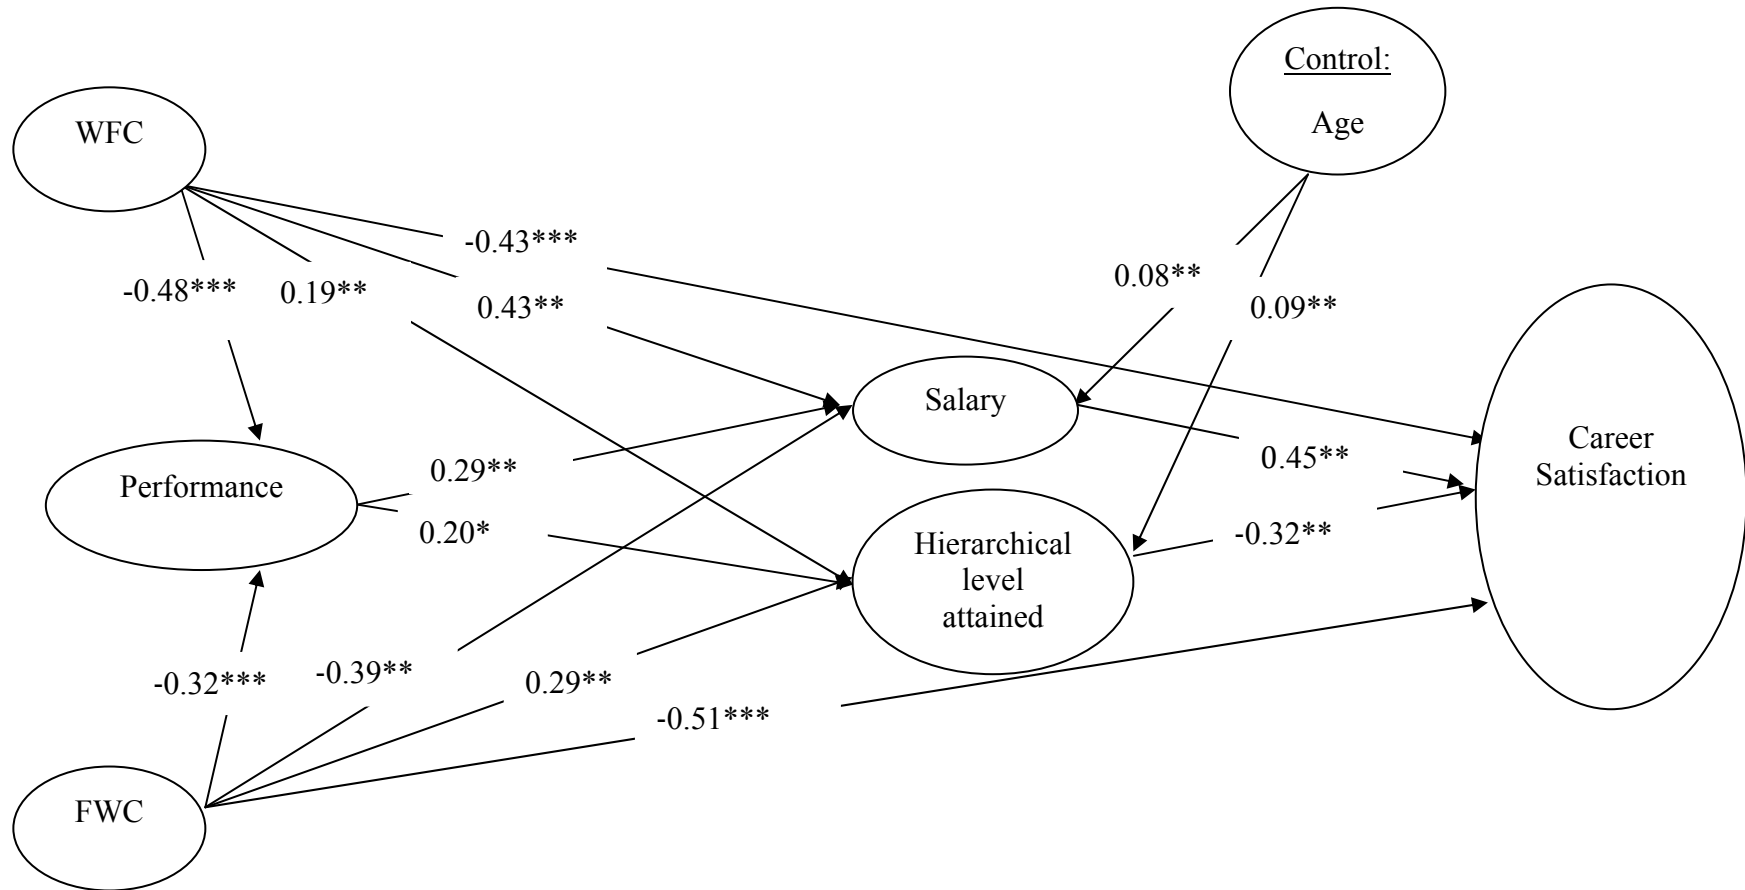 Control:
Age
WFC
-0.43***
-0.48***
0.19**
0.43**
0.08**
0.09**
Salary
Career
Satisfaction
0.45**
Performance
0.29**
0.20*
-0.32**
Hierarchical
level
attained
-0.32***
-0.39**
0.29**
-0.51***
FWC